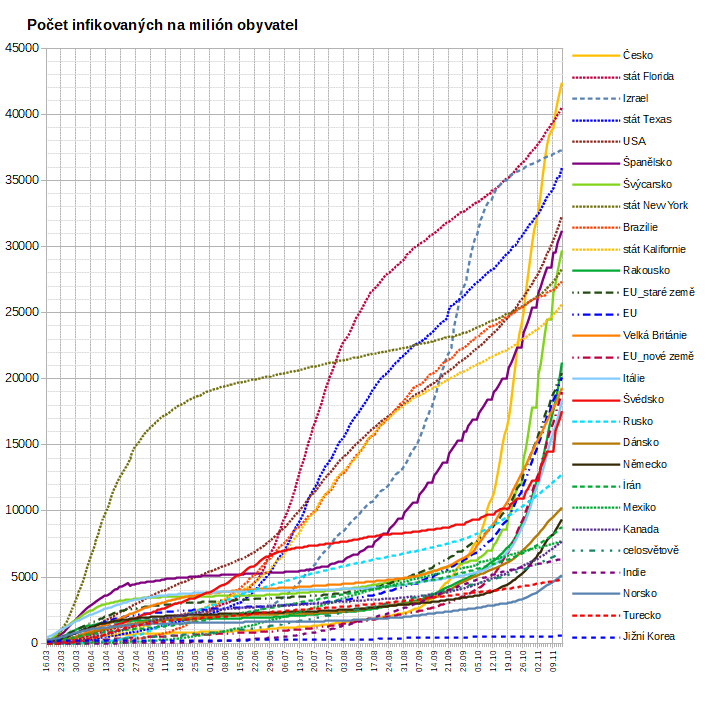 Počet infikovaných na milión obyvatel
45000
40000
35000
30000
25000
20000
15000
10000
5000
0
16.03
23.03
30.03
06.04
13.04
20.04
27.04
04.05
11.05
18.05
25.05
01.06
08.06
15.06
22.06
29.06
06.07
13.07
20.07
27.07
03.08
10.08
17.08
24.08
31.08
07.09
14.09
21.09
28.09
05.10
12.10
19.10
26.10
02.11
09.11
Česko
stát Florida
Izrael
stát Texas
USA
Španělsko
Švýcarsko
stát New York
Brazílie
stát Kalifornie
Rakousko
EU_staré země
EU
Velká Británie
EU_nové země
Itálie
Švédsko
Rusko
Dánsko
Německo
Írán
Mexiko
Kanada
celosvětově
Indie
Norsko
Turecko
Jižní Korea